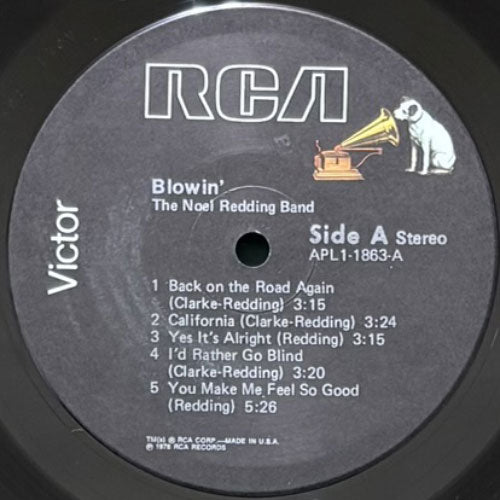 RCA
Victor
Blowin'
The Noel Redding Band
Side A Stereo
APL1-1863-A
1 Back on the Road Again
(Clarke-Redding) 3:15
2 California (Clarke-Redding) 3:24
3 Yes It's Alright (Redding) 3:15
4 I'd Rather Go Blind
(Clarke-Redding) 3:20
5 You Make Me Feel So Good
(Redding) 5:26
TM(s) ® RCA CORP.—MADE IN U.S.A.
℗ 1976 RCA RECORDS